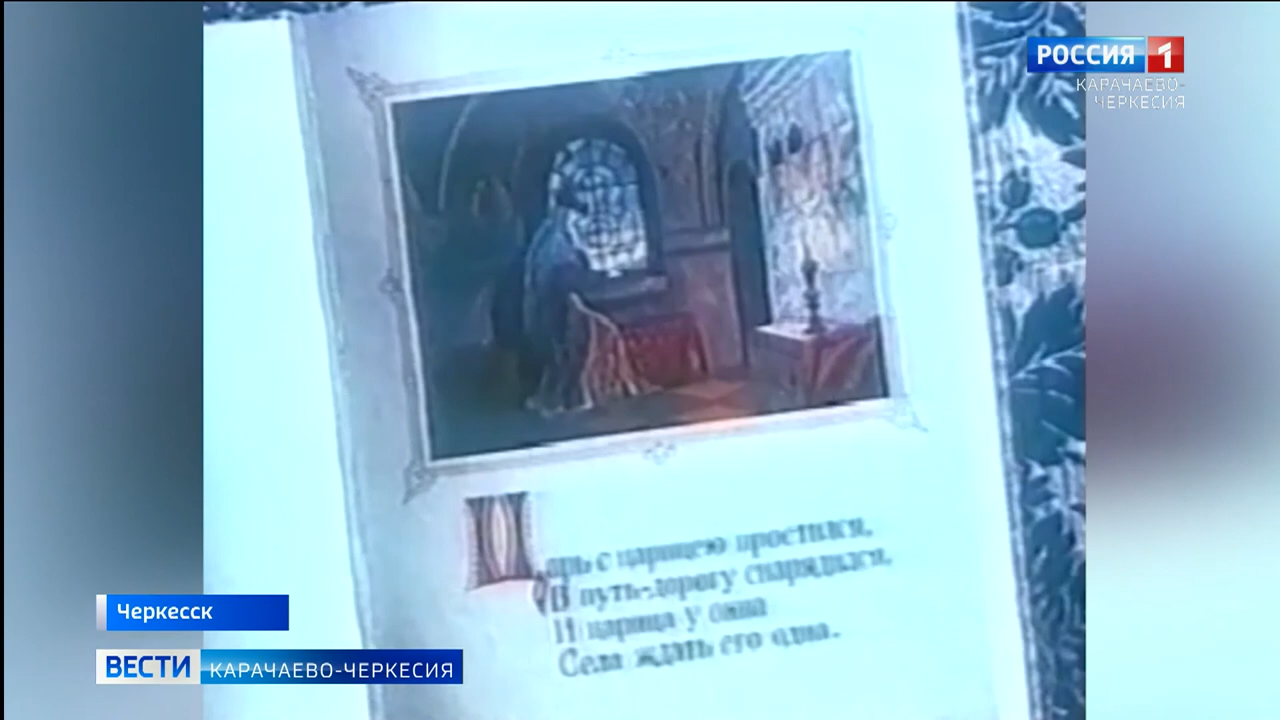 РОССИЯ 1
КАРАЧАЕВО-
ЧЕРКЕСИЯ
Царь с царицею простился,
В путь-дорогу снарядился,
И царица у окна
Села ждать его одна.
Черкесск
ВЕСТИ КАРАЧАЕВО-ЧЕРКЕСИЯ